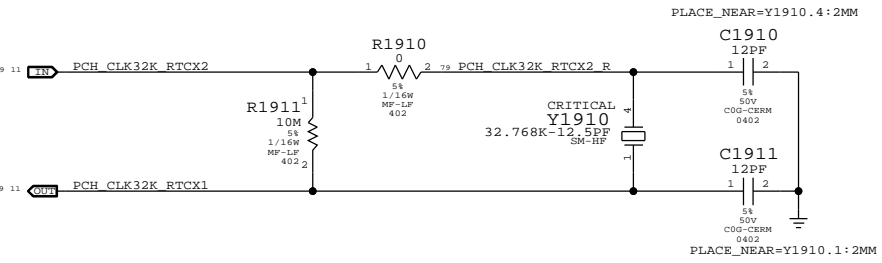 PLACE_NEAR=Y1910.4:2MM
C1910
12PF
1 2
5%
50V
C0G-CERM
0402
R1910
0
1 2
5%
1/16W
MF-LF
402
9 11 IN PCH_CLK32K_RTCX2
79 PCH_CLK32K_RTCX2_R
R1911 1
10M
5%
1/16W
MF-LF
402 2
CRITICAL 4
Y1910
32.768K-12.5PF
SM-HF
1
C1911
12PF
1 2
5%
50V
C0G-CERM
0402
9 11 OUT PCH_CLK32K_RTCX1
PLACE_NEAR=Y1910.1:2MM